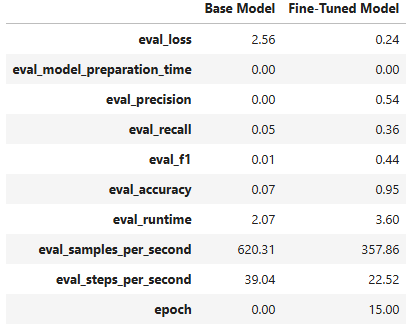 Base Model Fine-Tuned Model
eval_loss 2.56 0.24
eval_model_preparation_time 0.00 0.00
eval_precision 0.00 0.54
eval_recall 0.05 0.36
eval_f1 0.01 0.44
eval_accuracy 0.07 0.95
eval_runtime 2.07 3.60
eval_samples_per_second 620.31 357.86
eval_steps_per_second 39.04 22.52
epoch 0.00 15.00